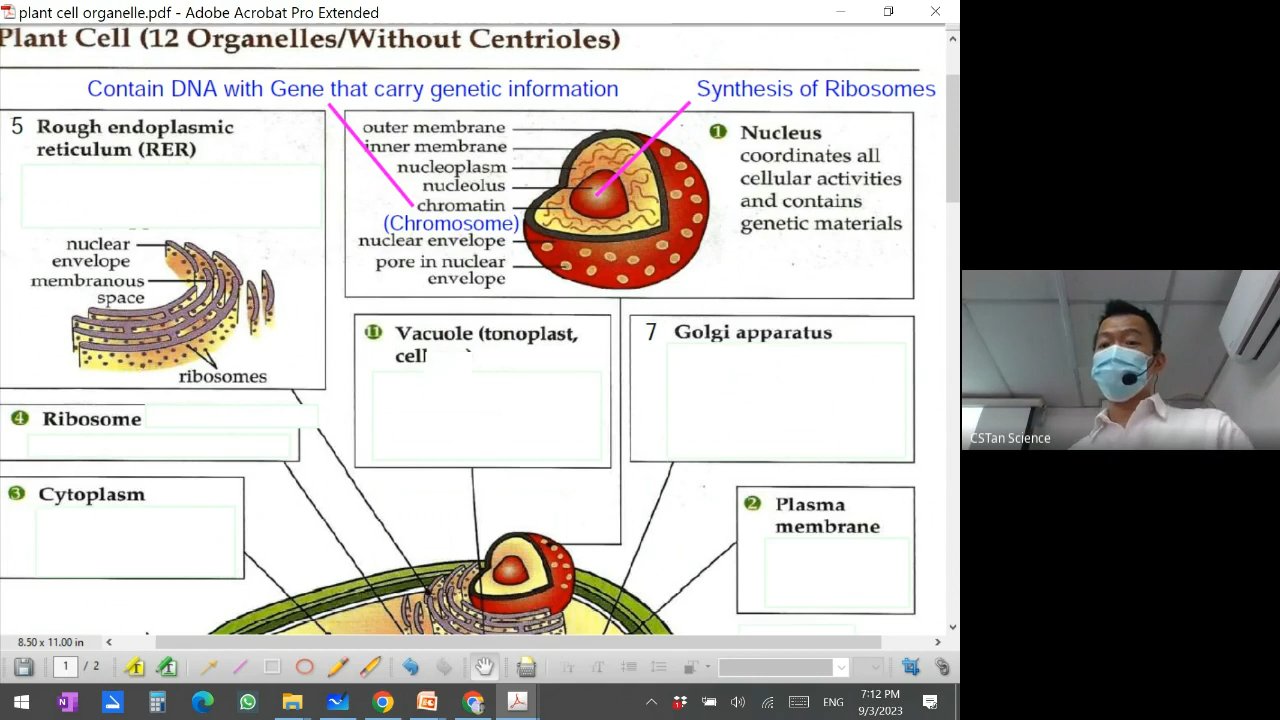 plant cell organelle.pdf - Adobe Acrobat Pro Extended
Plant Cell (12 Organelles/Without Centrioles)
Contain DNA with Gene that carry genetic information
Synthesis of Ribosomes
5 Rough endoplasmic
reticulum (RER)
nuclear
envelope
membranous
space
ribosomes
outer membrane
inner membrane
nucleoplasm
nucleolus
chromatin
(Chromosome)
nuclear envelope
pore in nuclear
envelope
1 Nucleus
coordinates all
cellular activities
and contains
genetic materials
11 Vacuole (tonoplast,
cell
7 Golgi apparatus
4 Ribosome
3 Cytoplasm
2 Plasma
membrane
CSTan Science
8.50 x 11.00 in
1 / 2
ENG
7:12 PM
9/3/2023